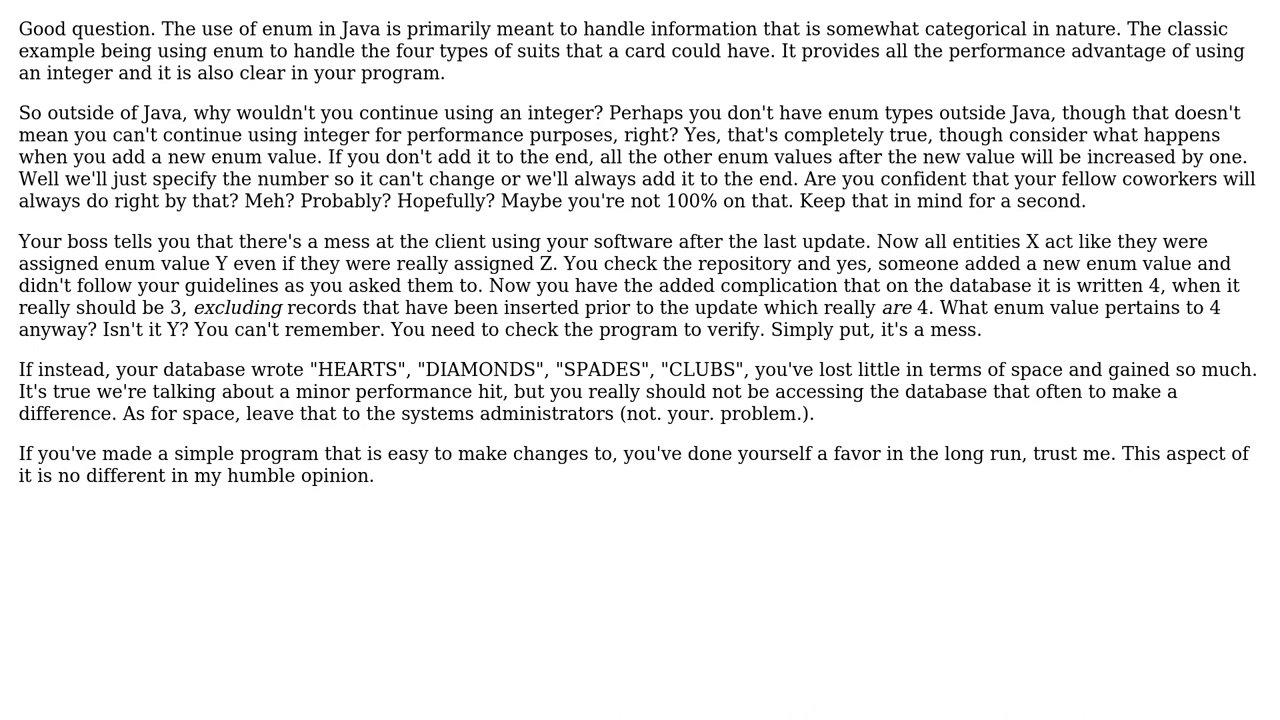 Good question. The use of enum in Java is primarily meant to handle information that is somewhat categorical in nature. The classic
example being using enum to handle the four types of suits that a card could have. It provides all the performance advantage of using
an integer and it is also clear in your program.
So outside of Java, why wouldn't you continue using an integer? Perhaps you don't have enum types outside Java, though that doesn't
mean you can't continue using integer for performance purposes, right? Yes, that's completely true, though consider what happens
when you add a new enum value. If you don't add it to the end, all the other enum values after the new value will be increased by one.
Well we'll just specify the number so it can't change or we'll always add it to the end. Are you confident that your fellow coworkers will
always do right by that? Meh? Probably? Hopefully? Maybe you're not 100% on that. Keep that in mind for a second.
Your boss tells you that there's a mess at the client using your software after the last update. Now all entities X act like they were
assigned enum value Y even if they were really assigned Z. You check the repository and yes, someone added a new enum value and
didn't follow your guidelines as you asked them to. Now you have the added complication that on the database it is written 4, when it
really should be 3, excluding records that have been inserted prior to the update which really are 4. What enum value pertains to 4
anyway? Isn't it Y? You can't remember. You need to check the program to verify. Simply put, it's a mess.
If instead, your database wrote "HEARTS", "DIAMONDS", "SPADES", "CLUBS", you've lost little in terms of space and gained so much.
It's true we're talking about a minor performance hit, but you really should not be accessing the database that often to make a
difference. As for space, leave that to the systems administrators (not. your. problem.).
If you've made a simple program that is easy to make changes to, you've done yourself a favor in the long run, trust me. This aspect of
it is no different in my humble opinion.